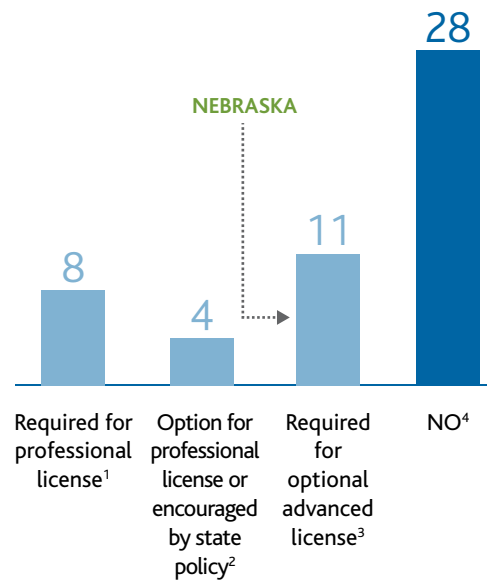 28
NEBRASKA
11
8
4
Required for
professional
license¹
Option for
professional
license or
encouraged
by state
policy²
Required
for
optional
advanced
license³
NO⁴